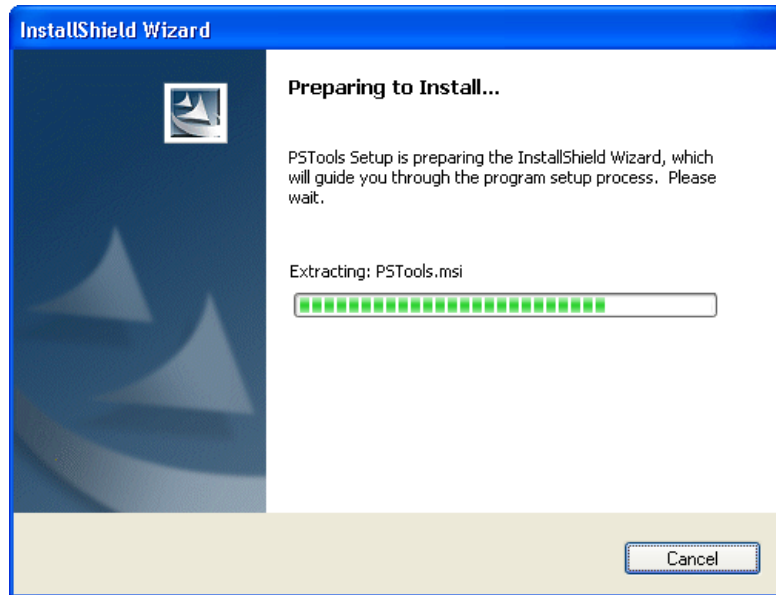 InstallShield Wizard
Preparing to Install...
PSTools Setup is preparing the InstallShield Wizard, which
will guide you through the program setup process.  Please
wait.
Extracting: PSTools.msi
Cancel